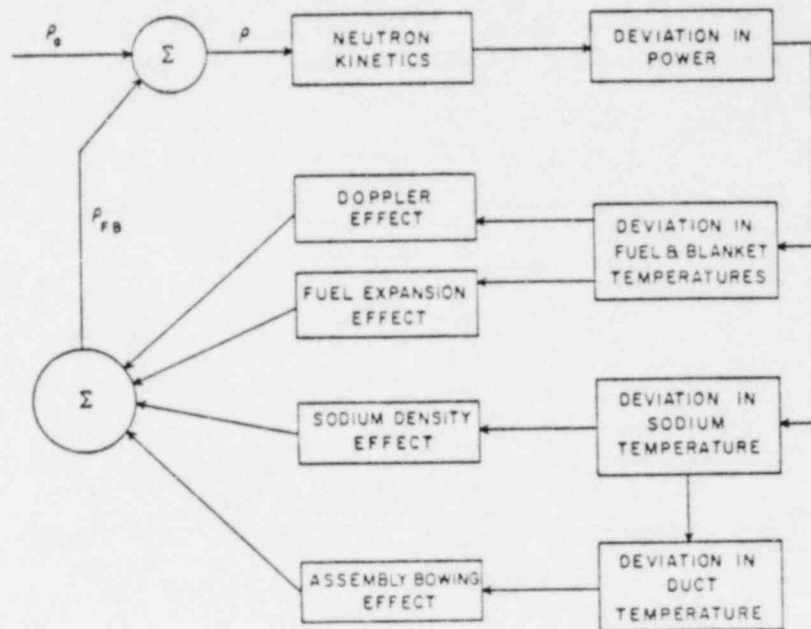 ρo
Σ
ρ
NEUTRON
KINETICS
DEVIATION IN
POWER
ρFB
DOPPLER
EFFECT
DEVIATION IN
FUEL & BLANKET
TEMPERATURES
FUEL EXPANSION
EFFECT
Σ
SODIUM DENSITY
EFFECT
DEVIATION IN
SODIUM
TEMPERATURE
ASSEMBLY BOWING
EFFECT
DEVIATION IN
DUCT
TEMPERATURE